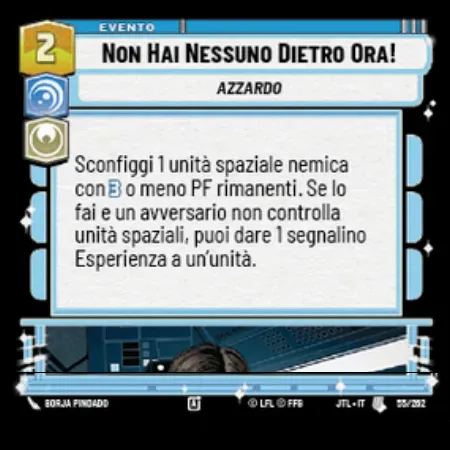 EVENTO
2
NON HAI NESSUNO DIETRO ORA!
AZZARDO
Sconfiggi 1 unità spaziale nemica
con 3 o meno PF rimanenti. Se lo
fai e un avversario non controlla
unità spaziali, puoi dare 1 segnalino
Esperienza a un'unità.
BORJA PINDADO
© LFL © FFG
JTL • IT
55/262